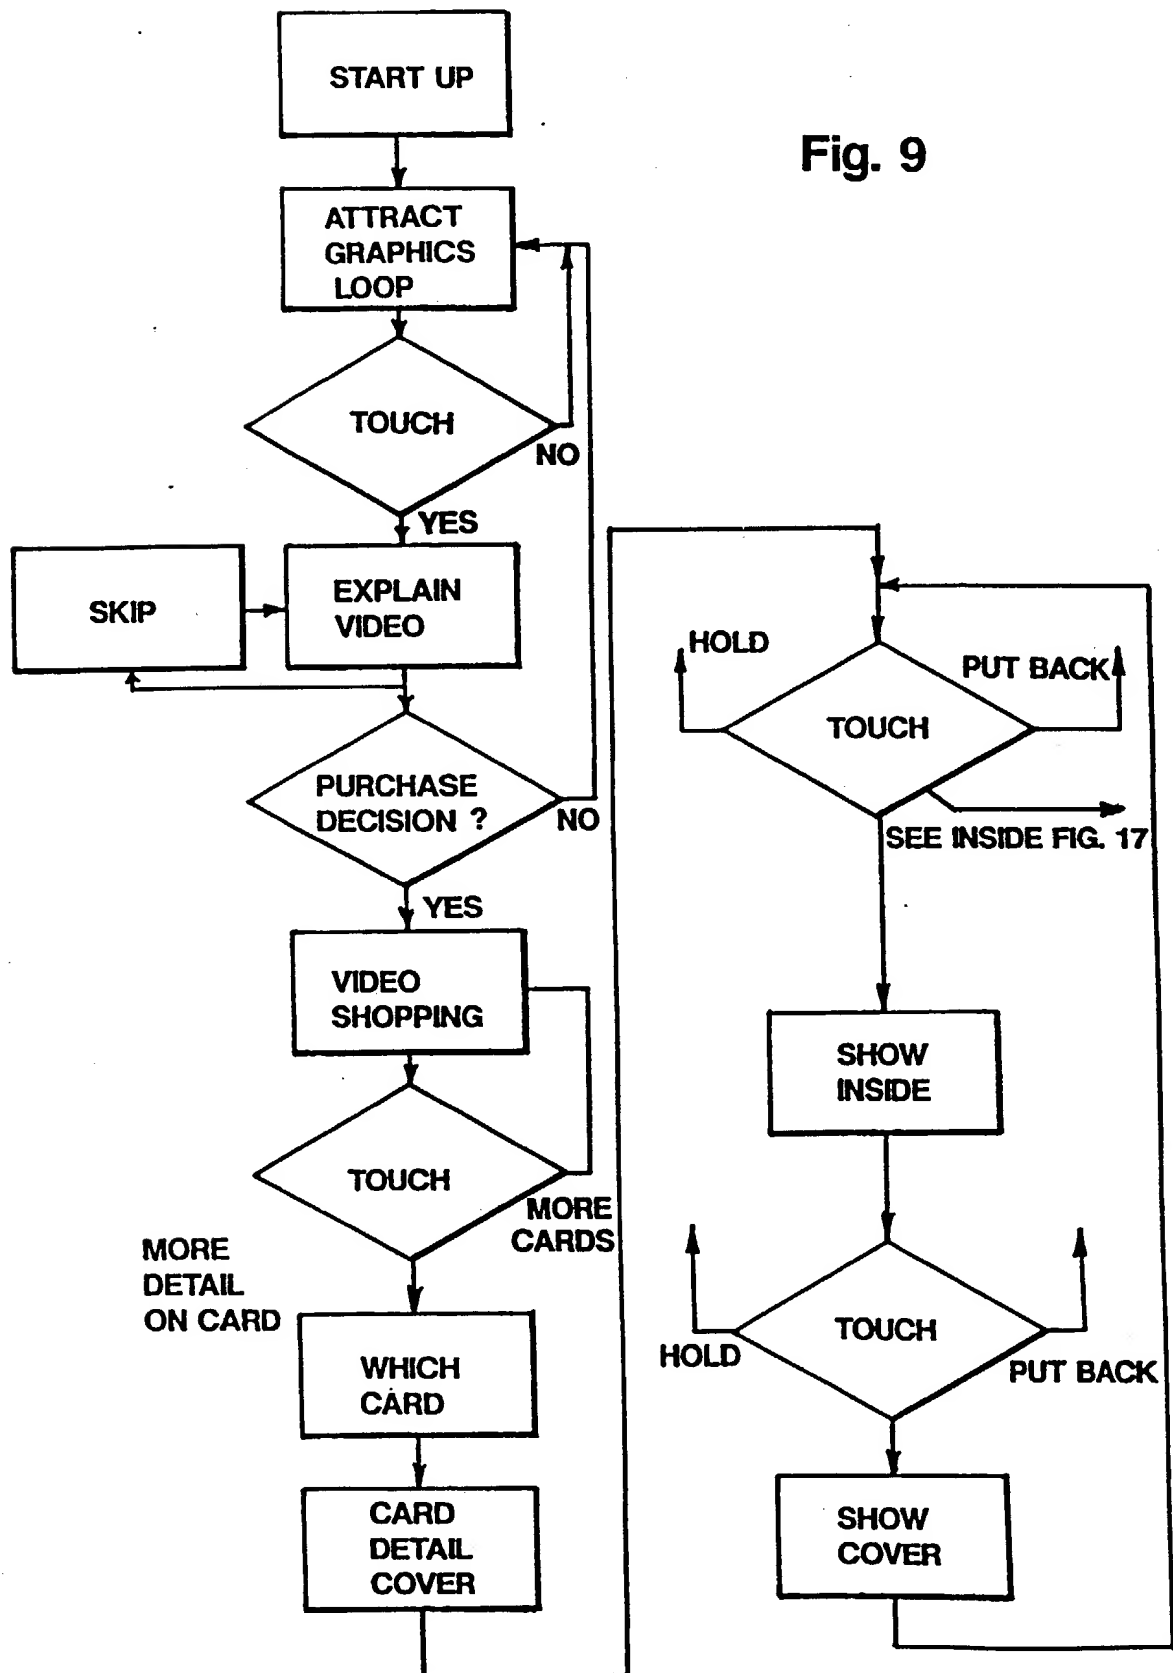 START UP
Fig. 9
ATTRACT
GRAPHICS
LOOP
TOUCH
NO
YES
SKIP
EXPLAIN
VIDEO
PURCHASE
DECISION ?
NO
YES
VIDEO
SHOPPING
TOUCH
MORE
CARDS
MORE
DETAIL
ON CARD
WHICH
CARD
CARD
DETAIL
COVER
HOLD
PUT BACK
TOUCH
SEE INSIDE FIG. 17
SHOW
INSIDE
TOUCH
HOLD
PUT BACK
SHOW
COVER